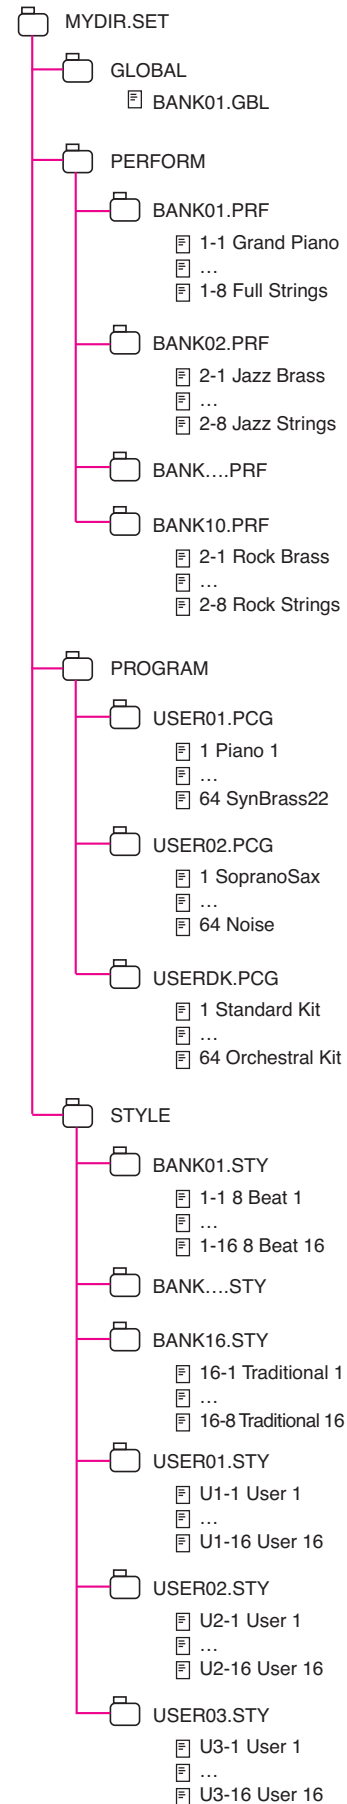 MYDIR.SET
GLOBAL
BANK01.GBL
PERFORM
BANK01.PRF
1-1 Grand Piano
…
1-8 Full Strings
BANK02.PRF
2-1 Jazz Brass
…
2-8 Jazz Strings
BANK….PRF
BANK10.PRF
2-1 Rock Brass
…
2-8 Rock Strings
PROGRAM
USER01.PCG
1 Piano 1
…
64 SynBrass22
USER02.PCG
1 SopranoSax
…
64 Noise
USERDK.PCG
1 Standard Kit
…
64 Orchestral Kit
STYLE
BANK01.STY
1-1 8 Beat 1
…
1-16 8 Beat 16
BANK….STY
BANK16.STY
16-1 Traditional 1
…
16-8 Traditional 16
USER01.STY
U1-1 User 1
…
U1-16 User 16
USER02.STY
U2-1 User 1
…
U2-16 User 16
USER03.STY
U3-1 User 1
…
U3-16 User 16